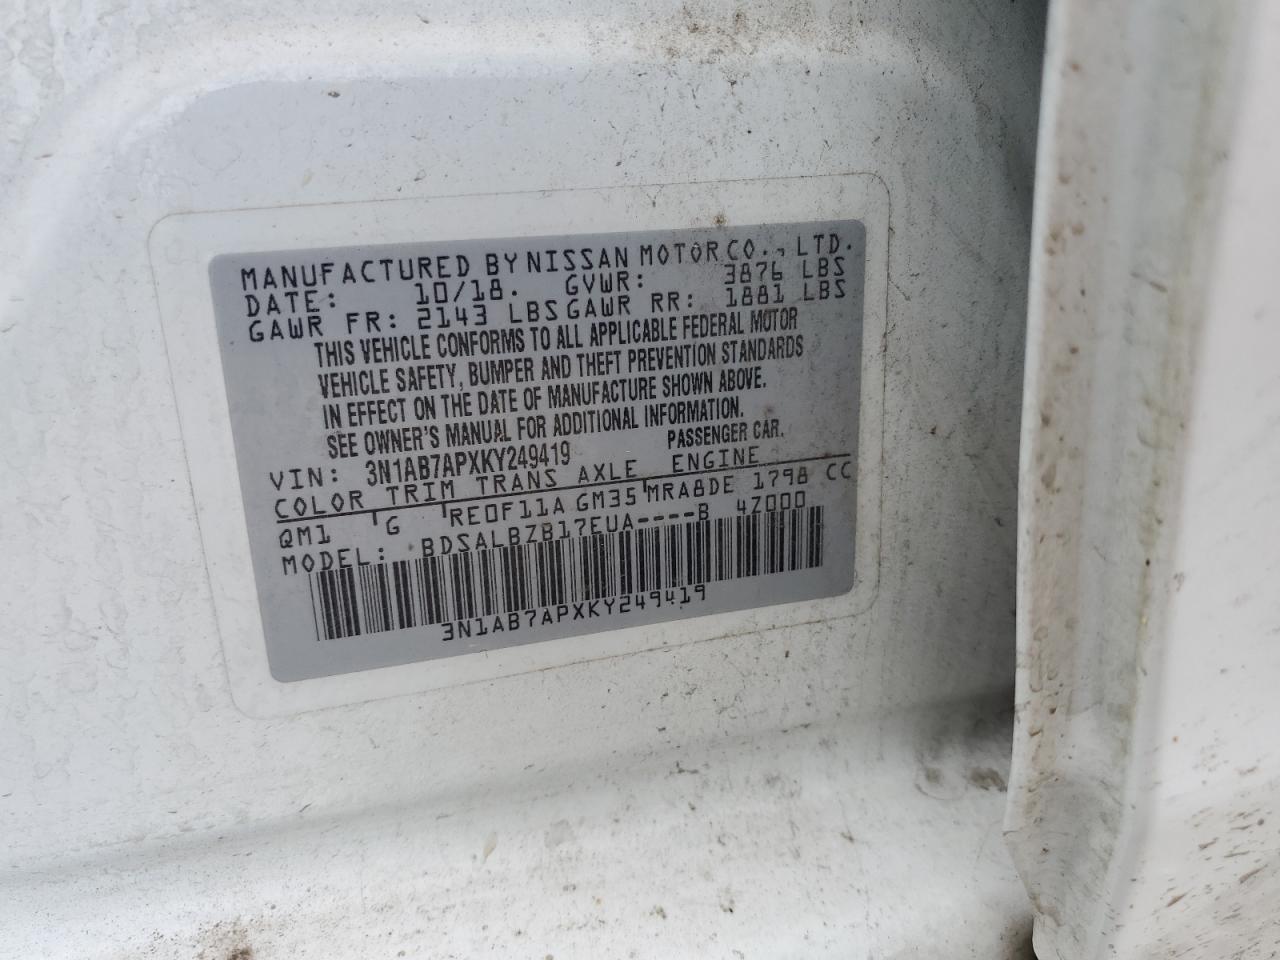 MANUFACTURED BY NISSAN MOTOR CO., LTD.
DATE: 10/18. GVWR: 3876 LBS
GAWR FR: 2143 LBS GAWR RR: 1881 LBS
THIS VEHICLE CONFORMS TO ALL APPLICABLE FEDERAL MOTOR
VEHICLE SAFETY, BUMPER AND THEFT PREVENTION STANDARDS
IN EFFECT ON THE DATE OF MANUFACTURE SHOWN ABOVE.
SEE OWNER'S MANUAL FOR ADDITIONAL INFORMATION.
VIN: 3N1AB7APXKY249419 PASSENGER CAR.
COLOR TRIM TRANS AXLE ENGINE
QM1 G RE0F11A GM35 MRA8DE 1798 CC
MODEL: BDSALBZB17EUA----B 4Z000
3N1AB7APXKY249419